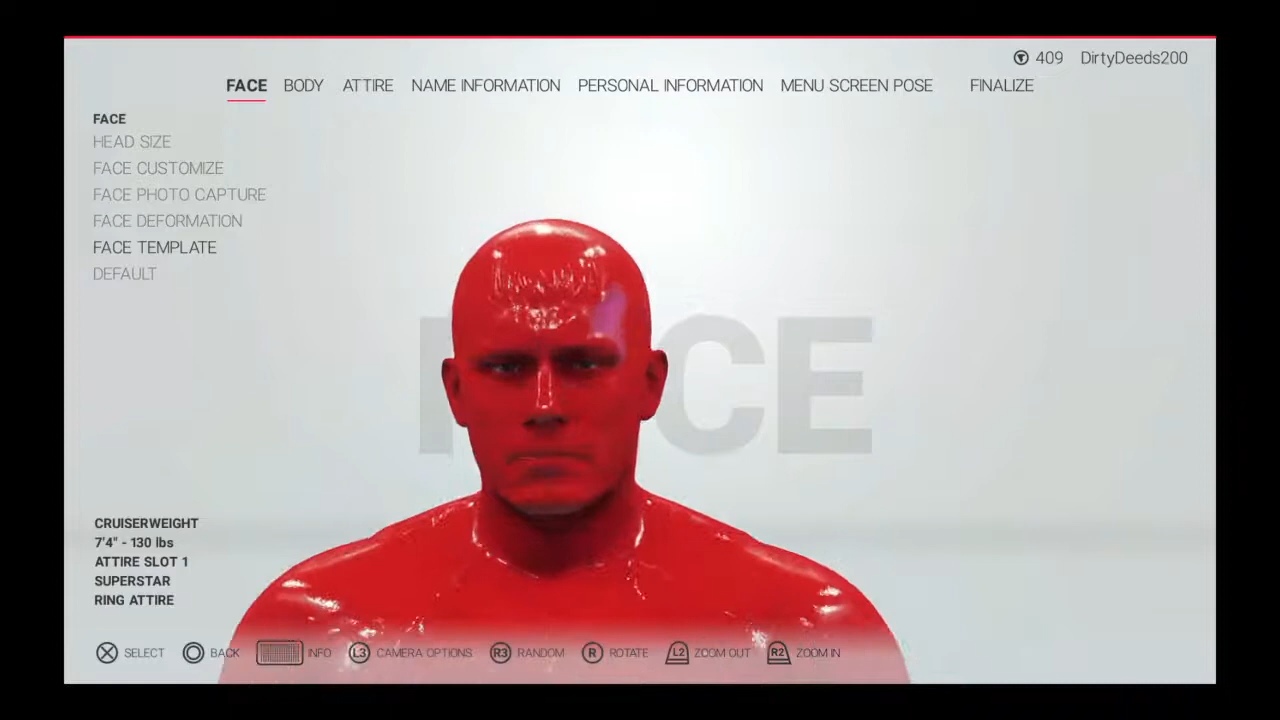 409 DirtyDeeds200
FACE BODY ATTIRE NAME INFORMATION PERSONAL INFORMATION MENU SCREEN POSE FINALIZE
FACE
HEAD SIZE
FACE CUSTOMIZE
FACE PHOTO CAPTURE
FACE DEFORMATION
FACE TEMPLATE
DEFAULT
FACE
CRUISERWEIGHT
7'4" - 130 lbs
ATTIRE SLOT 1
SUPERSTAR
RING ATTIRE
SELECT BACK INFO L3 CAMERA OPTIONS R3 RANDOM R ROTATE L2 ZOOM OUT R2 ZOOM IN